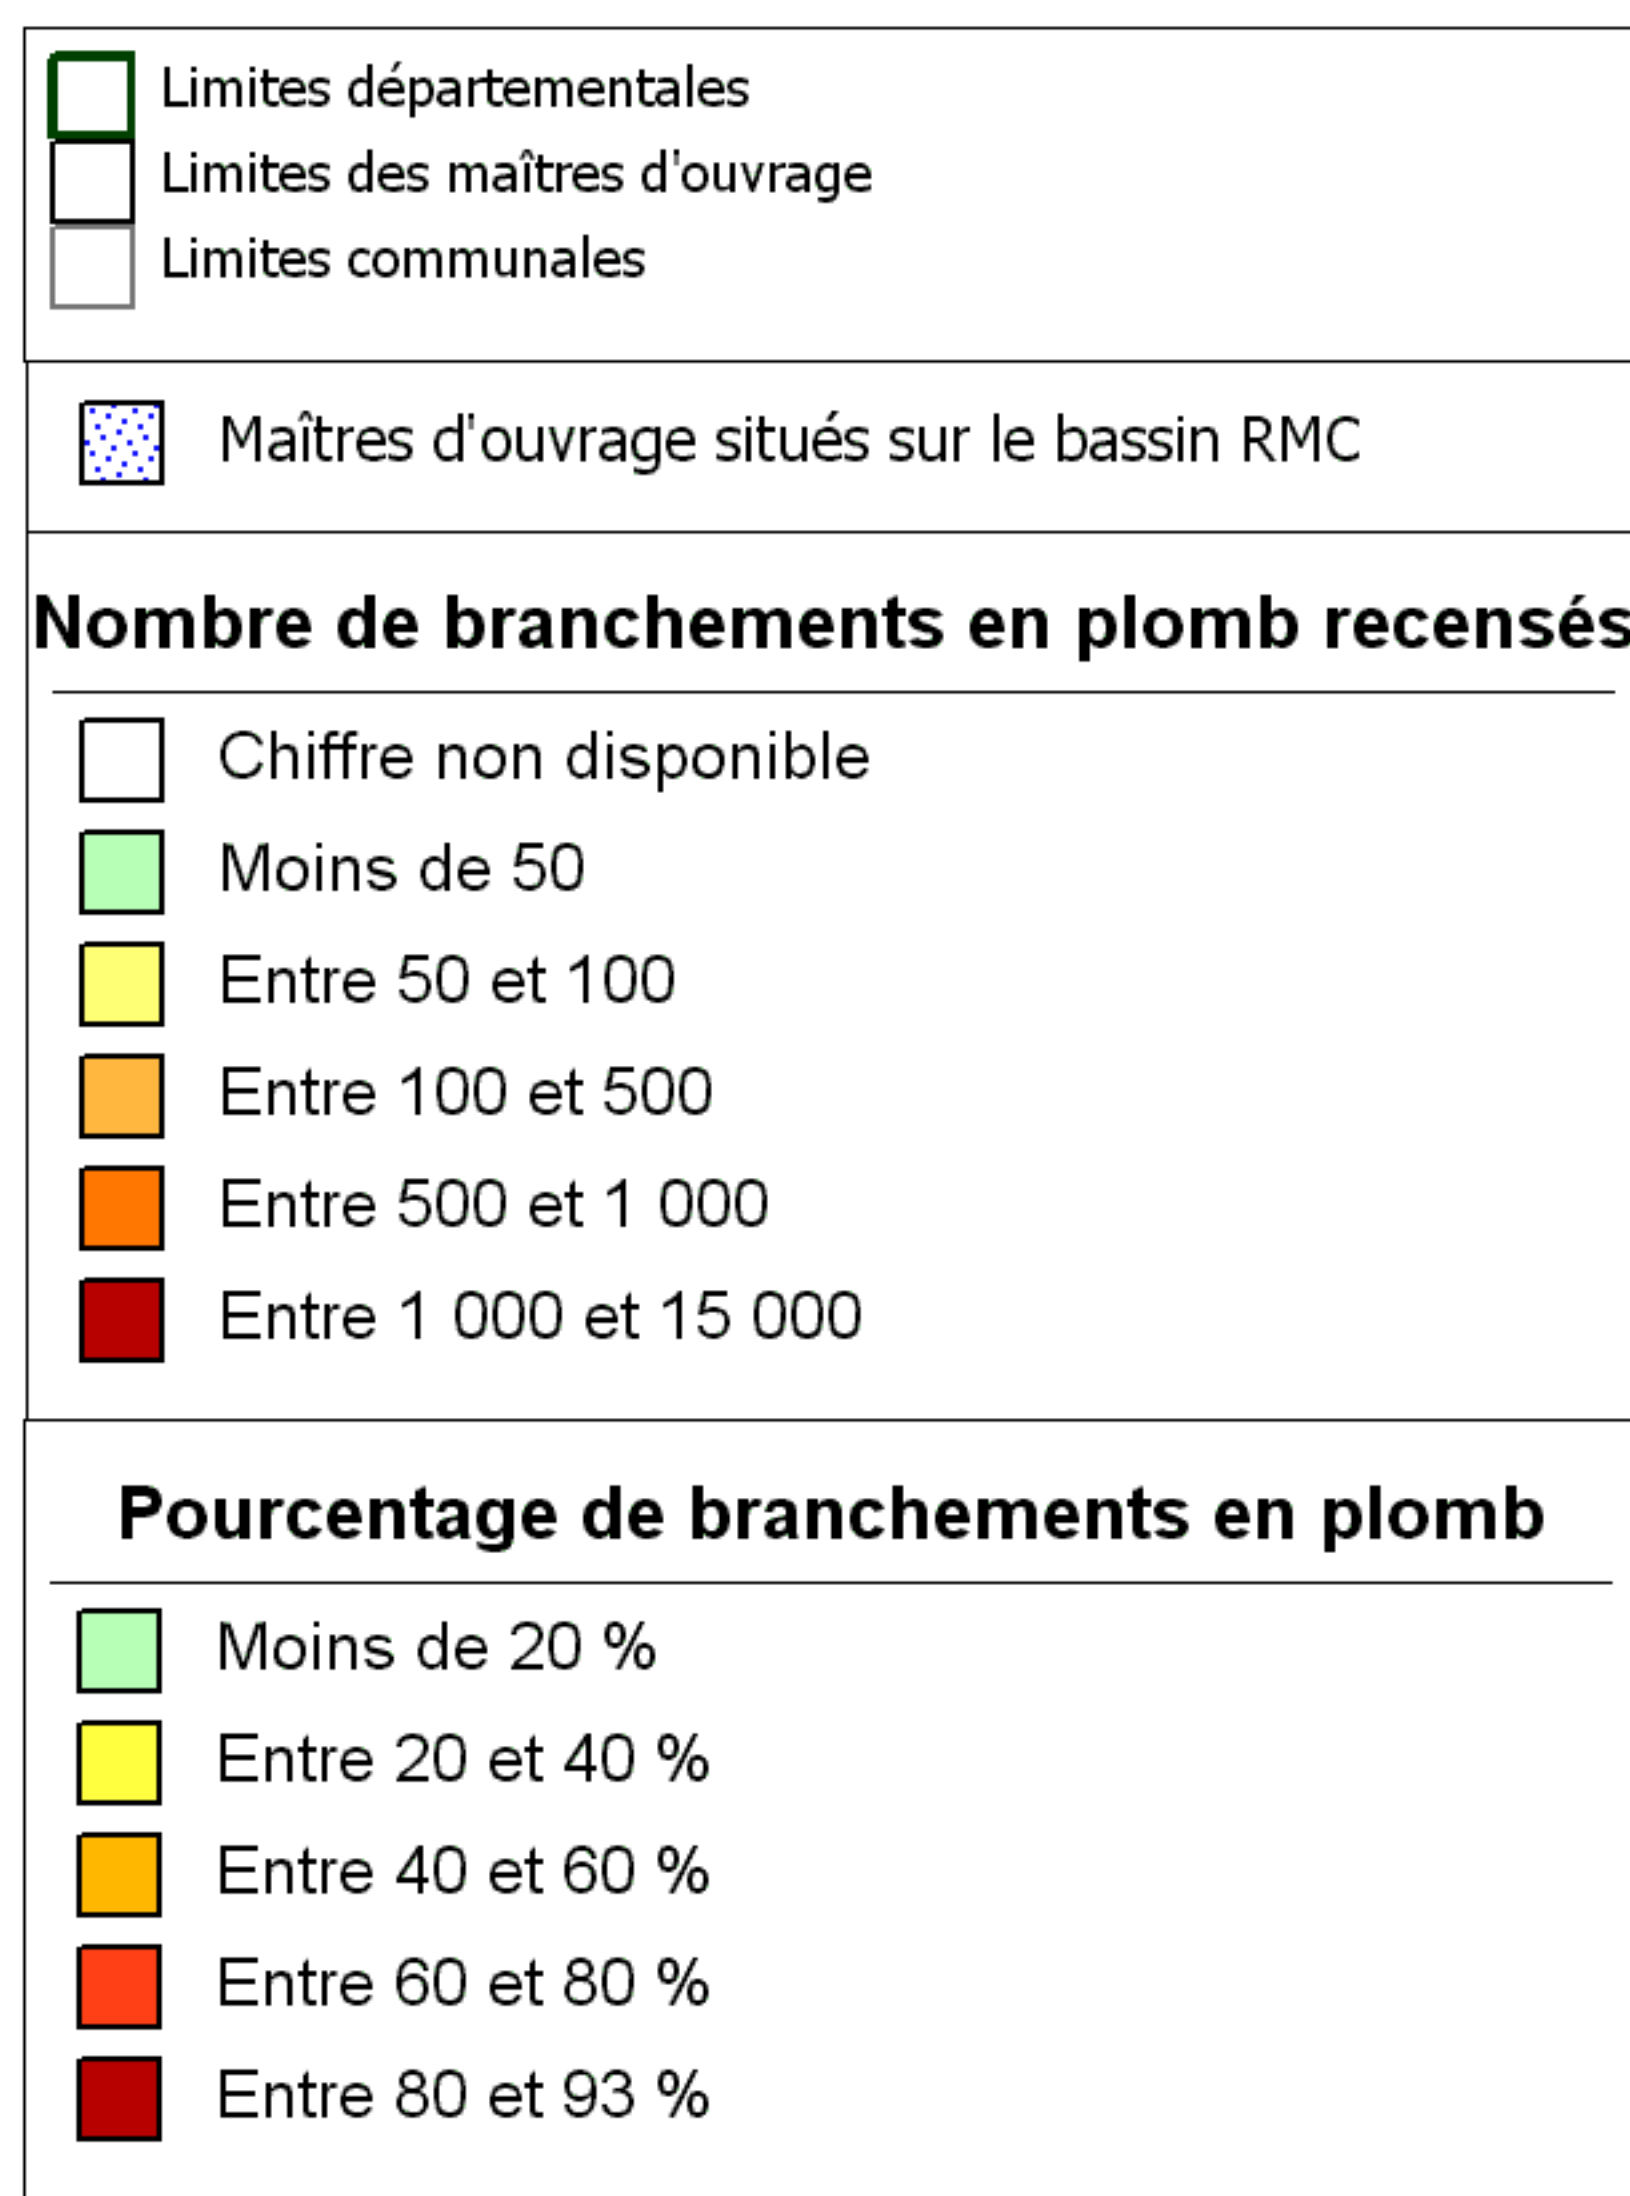 Limites départementales
Limites des maîtres d'ouvrage
Limites communales
Maîtres d'ouvrage situés sur le bassin RMC
Nombre de branchements en plomb recensés
Chiffre non disponible
Moins de 50
Entre 50 et 100
Entre 100 et 500
Entre 500 et 1 000
Entre 1 000 et 15 000
Pourcentage de branchements en plomb
Moins de 20 %
Entre 20 et 40 %
Entre 40 et 60 %
Entre 60 et 80 %
Entre 80 et 93 %